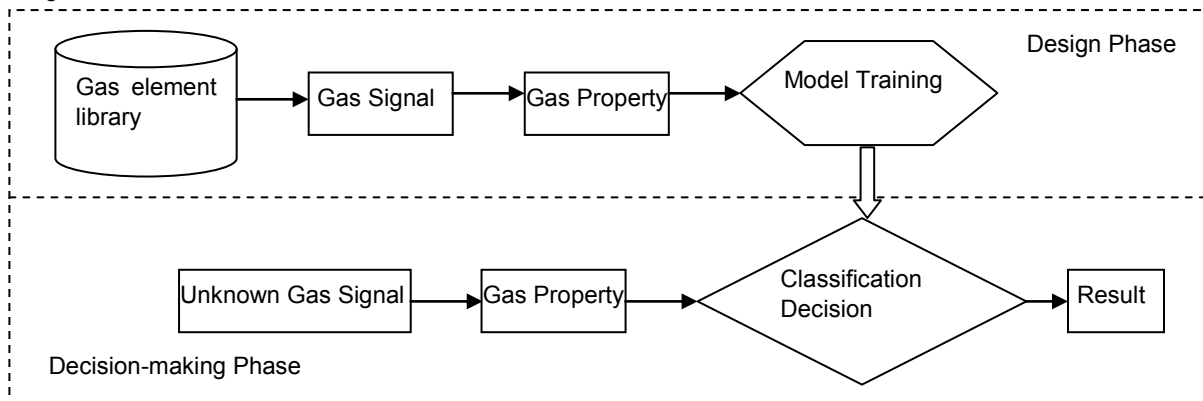 Design Phase
Gas element
library
Gas Signal
Gas Property
Model Training
Unknown Gas Signal
Gas Property
Classification
Decision
Result
Decision-making Phase